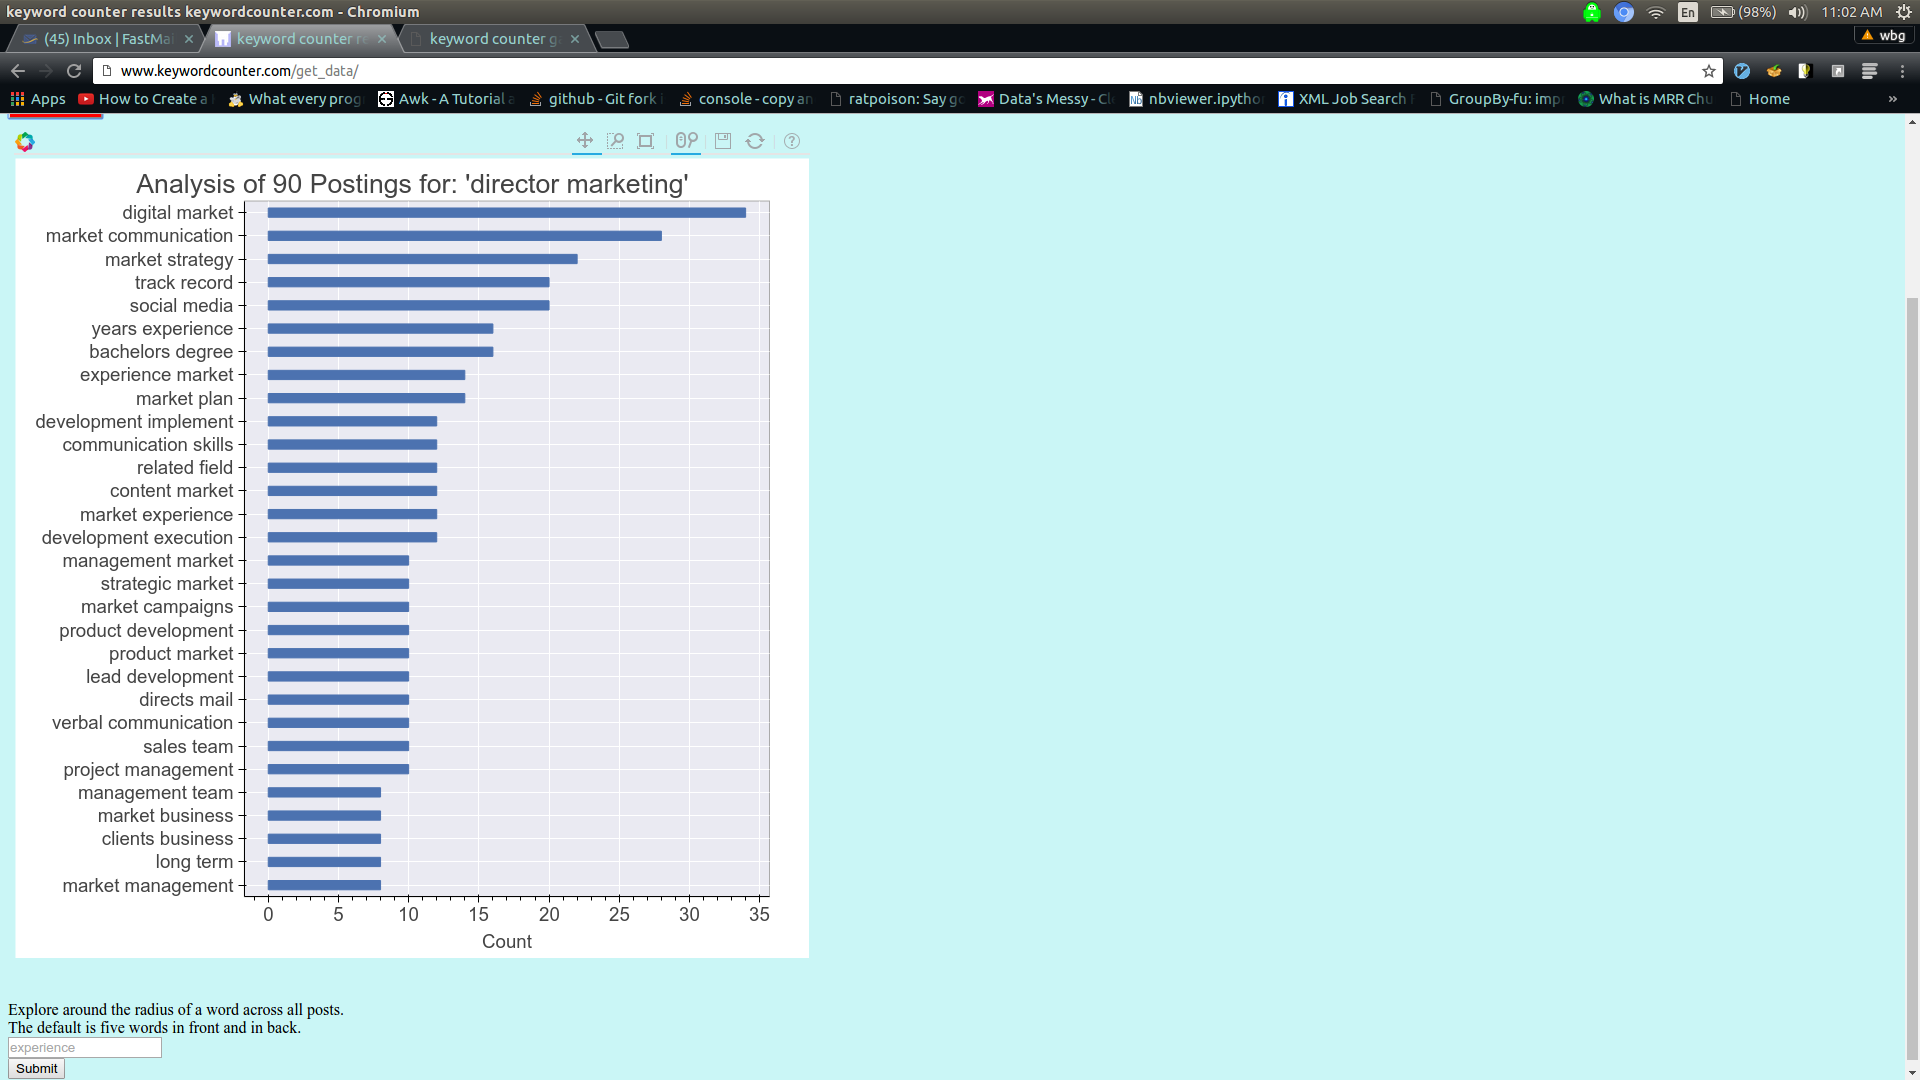 keyword counter results keywordcounter.com - Chromium
En (98%) 11:02 AM
(45) Inbox | FastMai
keyword counter re
keyword counter g
wbg
www.keywordcounter.com/get_data/
Apps How to Create a What every prog Awk - A Tutorial a github - Git fork i console - copy an ratpoison: Say go Data's Messy - Cl nbviewer.ipytho XML Job Search GroupBy-fu: imp What is MRR Chu Home »
Analysis of 90 Postings for: 'director marketing'
digital market
market communication
market strategy
track record
social media
years experience
bachelors degree
experience market
market plan
development implement
communication skills
related field
content market
market experience
development execution
management market
strategic market
market campaigns
product development
product market
lead development
directs mail
verbal communication
sales team
project management
management team
market business
clients business
long term
market management
0 5 10 15 20 25 30 35
Count
Explore around the radius of a word across all posts.
The default is five words in front and in back.
experience
Submit